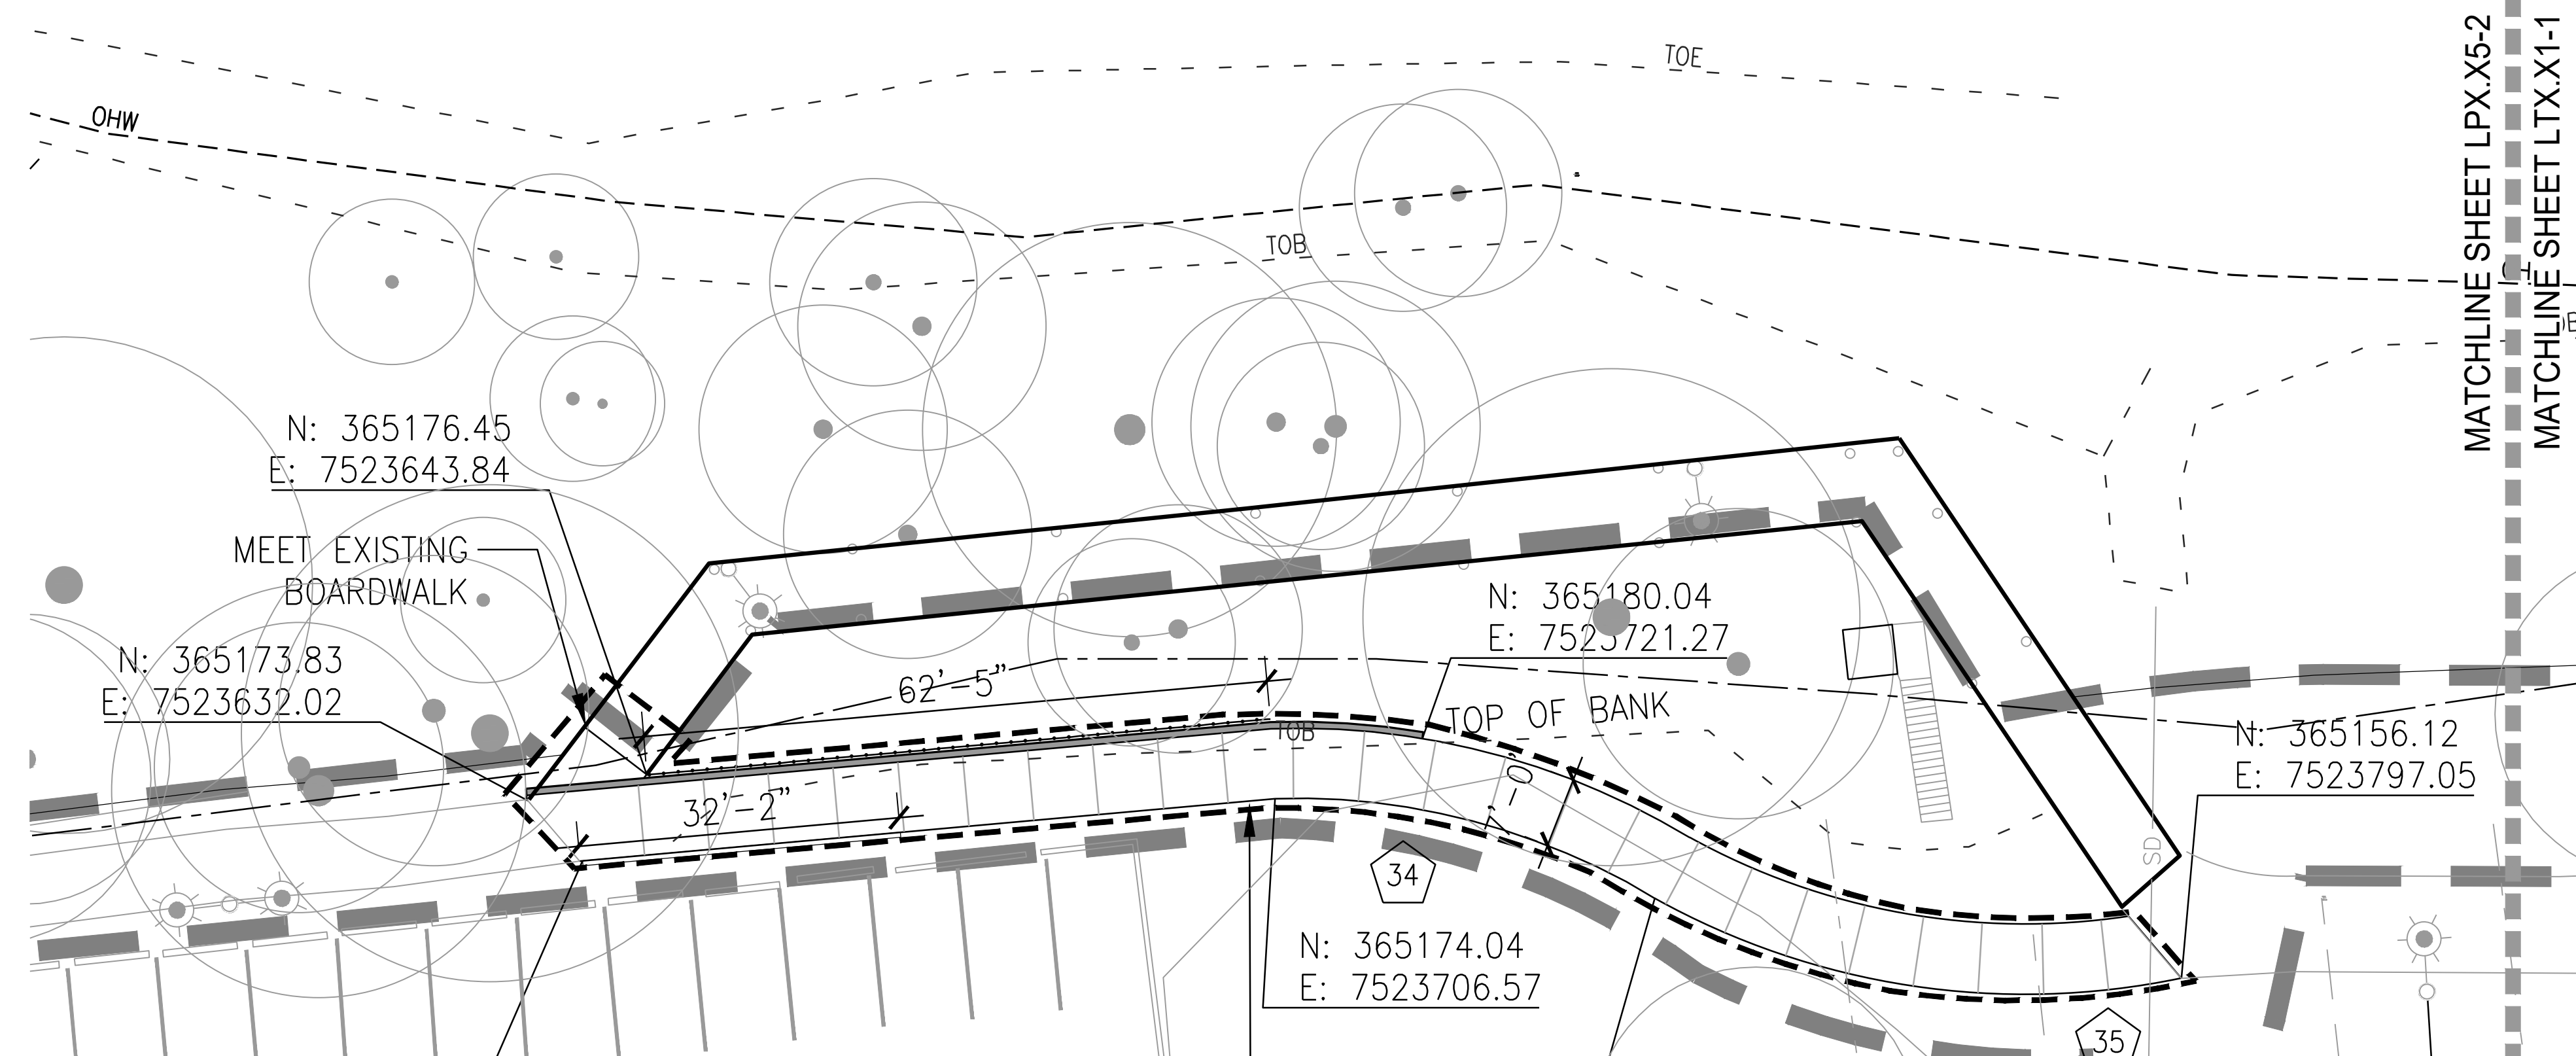 TOE
OHW
TOB
MATCHLINE SHEET LPX.X5-2
MATCHLINE SHEET LTX.X1-1
N: 365176.45
E: 7523643.84
MEET EXISTING
BOARDWALK
N: 365173.83
E: 7523632.02
62'-5"
N: 365180.04
E: 7523721.27
TOP OF BANK
TOB
32'-2"
N: 365156.12
E: 7523797.05
SD
34
N: 365174.04
E: 7523706.57
35